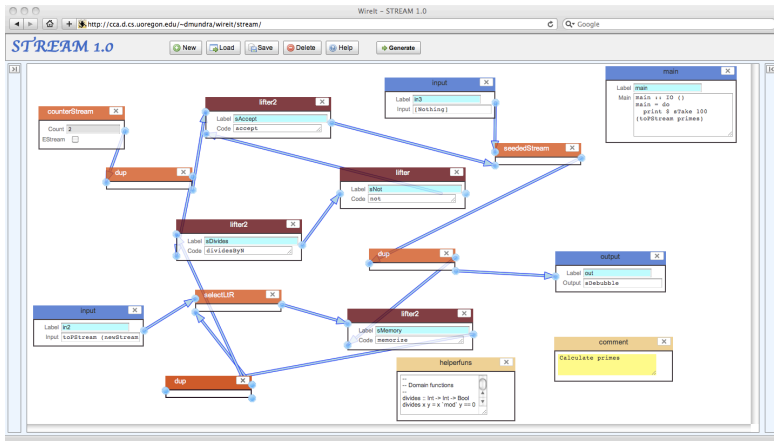 WireIt - STREAM 1.0
http://cca.d.cs.uoregon.edu/~dmundra/wireit/stream/
Google
STREAM 1.0
New
Load
Save
Delete
Help
Generate
counterStream
Count 2
EStream
lifter2
Label sAccept
Code accept
input
Label in3
Input [Nothing]
main
Label main
Main main :: IO ()
main = do
print $ sTake 100
(toPStream primes)
dup
seededStream
lifter
Label sNot
Code not
lifter2
Label sDivides
Code dividesByN
dup
output
Label out
Output sDebubble
input
Label in2
Input toPStream (newStream
selectLtR
lifter2
Label sMemory
Code memorise
comment
Calculate primes
helperfuns
--
-- Domain functions
--
divides :: Int -> Int -> Bool
divides x y = x `mod` y == 0
dup